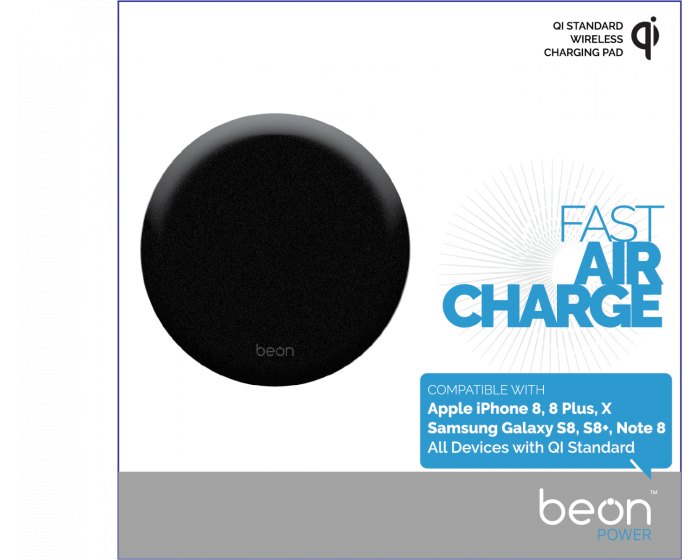 QI STANDARD
WIRELESS
CHARGING PAD
qi
beon
FAST
AIR
CHARGE
COMPATIBLE WITH
Apple iPhone 8, 8 Plus, X
Samsung Galaxy S8, S8+, Note 8
All Devices with QI Standard
beon™
POWER